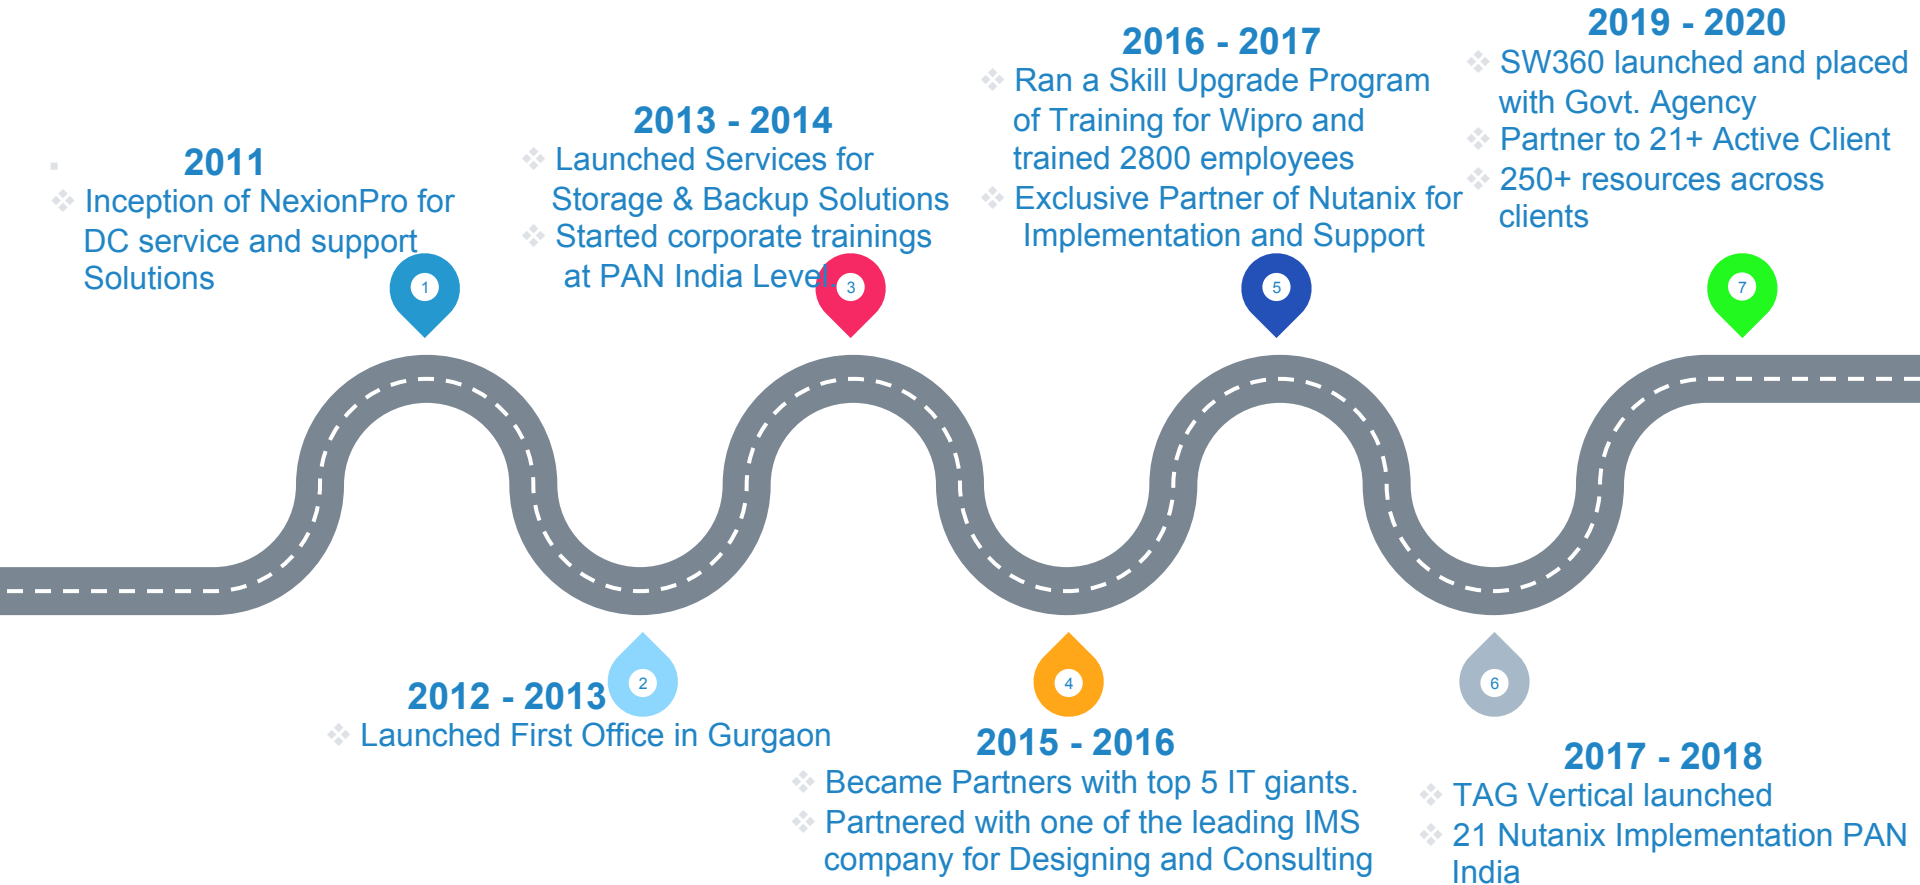 2011
Inception of NexionPro for
DC service and support
Solutions
1
2012 - 2013
Launched First Office in Gurgaon
2
2013 - 2014
Launched Services for
Storage & Backup Solutions
Started corporate trainings
at PAN India Level.
3
2015 - 2016
Became Partners with top 5 IT giants.
Partnered with one of the leading IMS
company for Designing and Consulting
4
2016 - 2017
Ran a Skill Upgrade Program
of Training for Wipro and
trained 2800 employees
Exclusive Partner of Nutanix for
Implementation and Support
5
2017 - 2018
TAG Vertical launched
21 Nutanix Implementation PAN
India
6
2019 - 2020
SW360 launched and placed
with Govt. Agency
Partner to 21+ Active Client
250+ resources across
clients
7